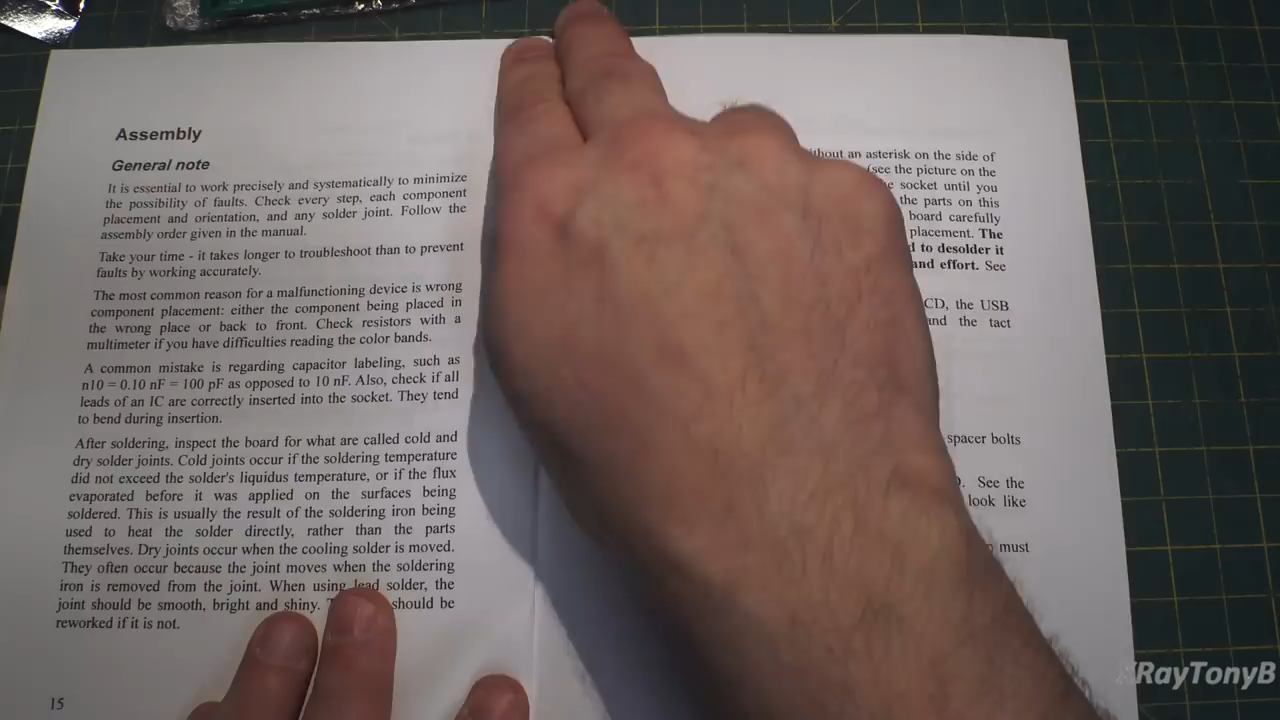 Assembly
General note
It is essential to work precisely and systematically to minimize
the possibility of faults. Check every step, each component
placement and orientation, and any solder joint. Follow the
assembly order given in the manual.
Take your time - it takes longer to troubleshoot than to prevent
faults by working accurately.
The most common reason for a malfunctioning device is wrong
component placement: either the component being placed in
the wrong place or back to front. Check resistors with a
multimeter if you have difficulties reading the color bands.
A common mistake is regarding capacitor labeling, such as
n10 = 0.10 nF = 100 pF as opposed to 10 nF. Also, check if all
leads of an IC are correctly inserted into the socket. They tend
to bend during insertion.
After soldering, inspect the board for what are called cold and
dry solder joints. Cold joints occur if the soldering temperature
did not exceed the solder's liquidus temperature, or if the flux
evaporated before it was applied on the surfaces being
soldered. This is usually the result of the soldering iron being
used to heat the solder directly, rather than the parts
themselves. Dry joints occur when the cooling solder is moved.
They often occur because the joint moves when the soldering
iron is removed from the joint. When using lead solder, the
joint should be smooth, bright and shiny. should be
reworked if it is not.
15
an asterisk on the side of
(see the picture on the
socket until you
the parts on this
board carefully
placement. The
to desolder it
and effort. See
CD, the USB
and the tact
spacer bolts
See the
look like
must
RayTonyB